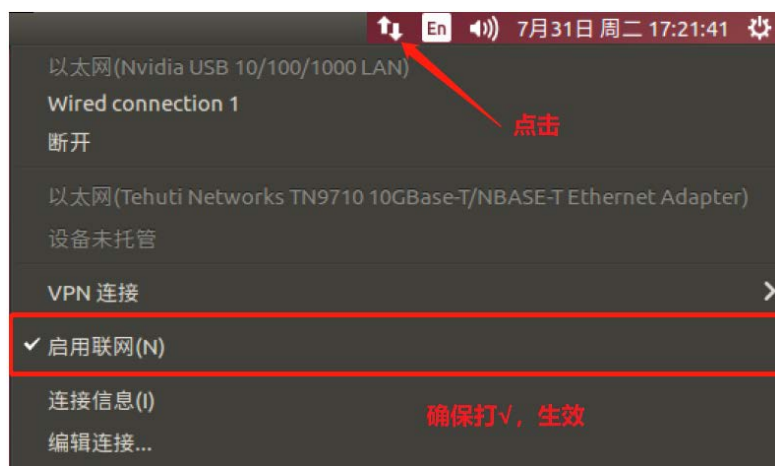 En 7月31日 周二 17:21:41
以太网(Nvidia USB 10/100/1000 LAN)
Wired connection 1
点击
断开
以太网(Tehuti Networks TN9710 10GBase-T/NBASE-T Ethernet Adapter)
设备未托管
VPN 连接
✓ 启用联网(N)
连接信息(I)
确保打√，生效
编辑连接...